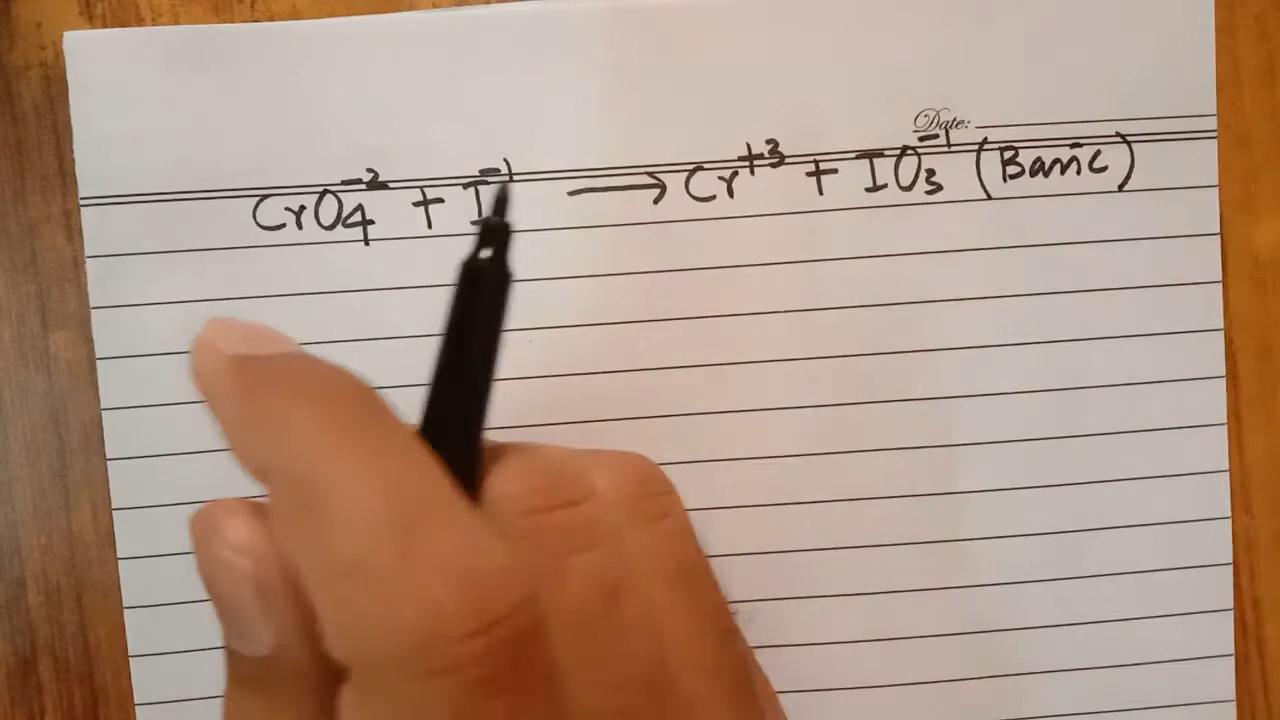 Date:
CrO₄⁻² + I⁻¹ ⟶ Cr⁺³ + IO₃⁻¹ (Basic)